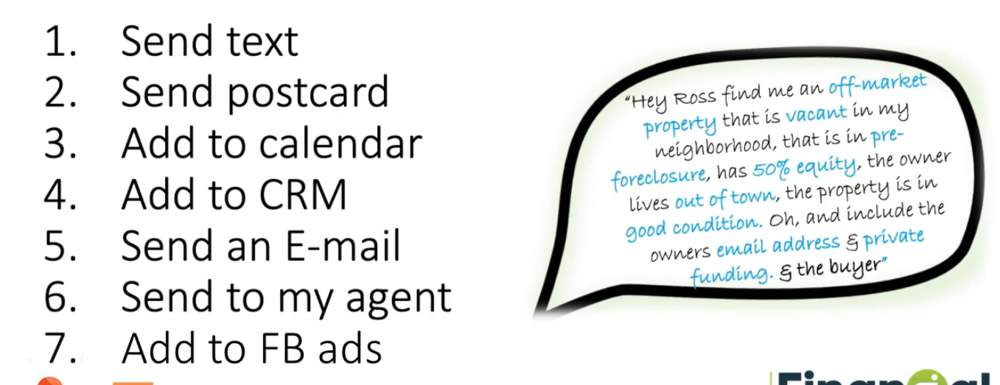 1. Send text
2. Send postcard
3. Add to calendar
4. Add to CRM
5. Send an E-mail
6. Send to my agent
7. Add to FB ads
"Hey Ross find me an off-market
property that is vacant in my
neighborhood, that is in pre-
foreclosure, has 50% equity, the owner
lives out of town, the property is in
good condition. Oh, and include the
owners email address & private
funding. & the buyer"